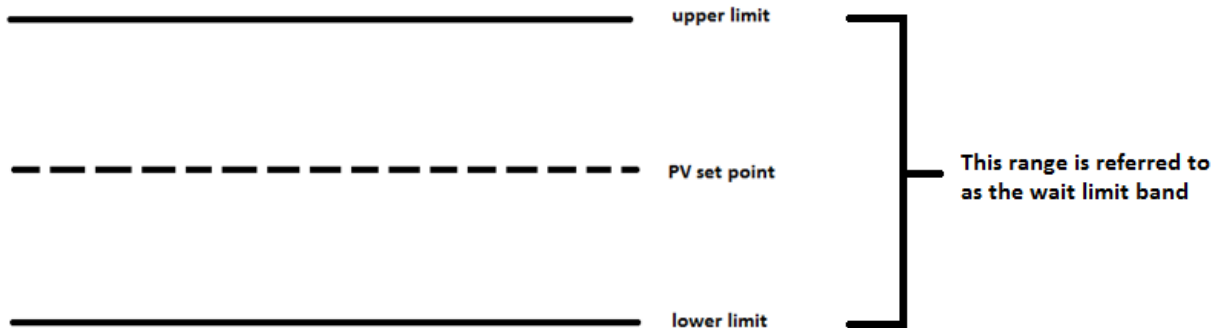 upper limit
PV set point
This range is referred to
as the wait limit band
lower limit